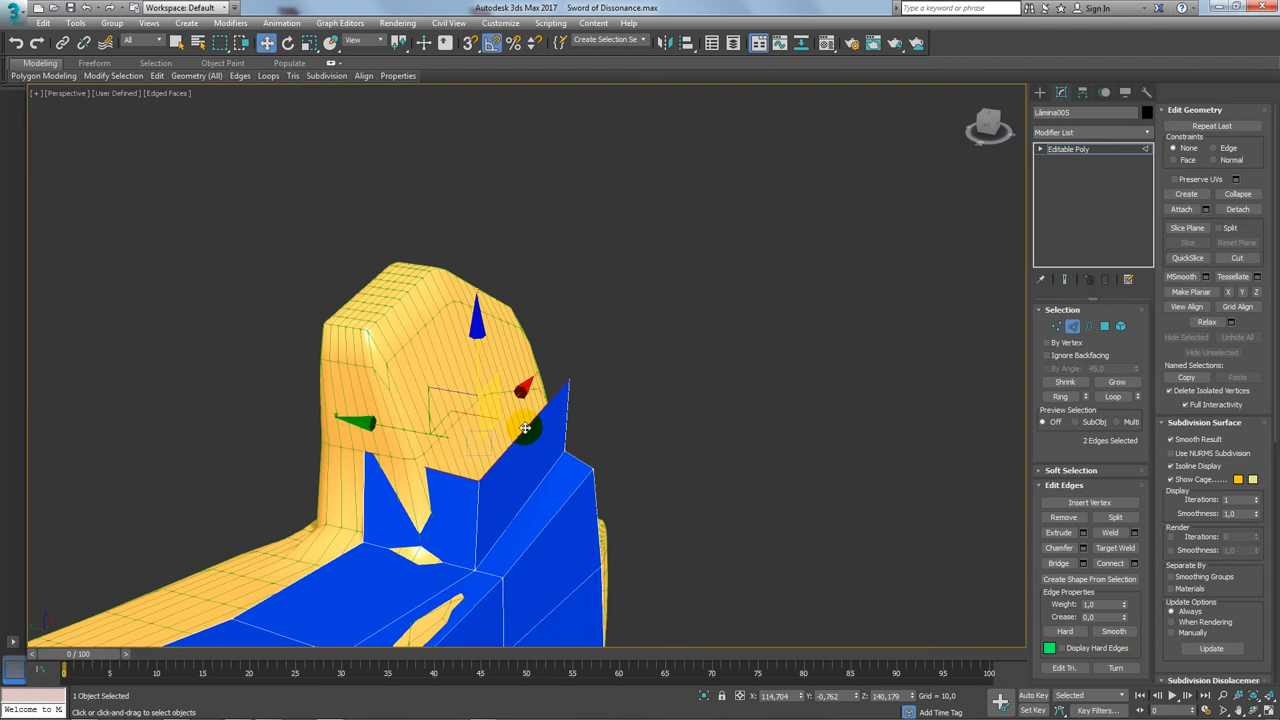 Workspace: Default
Autodesk 3ds Max 2017    Sword of Dissonance.max
Type a keyword or phrase
Sign In
Edit Tools Group Views Create Modifiers Animation Graph Editors Rendering Civil View Customize Scripting Content Help
All
View
Create Selection Se
Modeling Freeform Selection Object Paint Populate
Polygon Modeling Modify Selection Edit Geometry (All) Edges Loops Tris Subdivision Align Properties
[ + ] [Perspective ] [User Defined ] [Edged Faces ]
Lâmina005
Modifier List
Editable Poly
Selection
By Vertex
Ignore Backfacing
By Angle: 45,0
Shrink Grow
Ring Loop
Preview Selection
Off SubObj Multi
2 Edges Selected
Soft Selection
Edit Edges
Insert Vertex
Remove Split
Extrude Weld
Chamfer Target Weld
Bridge Connect
Create Shape From Selection
Edge Properties
Weight: 1,0
Crease: 0,0
Hard Smooth
Display Hard Edges
Edit Tri. Turn
Edit Geometry
Repeat Last
Constraints
None Edge
Face Normal
Preserve UVs
Create Collapse
Attach Detach
Slice Plane Split
Slice Reset Plane
QuickSlice Cut
MSmooth Tessellate
Make Planar X Y Z
View Align Grid Align
Relax
Hide Selected Unhide All
Hide Unselected
Named Selections:
Copy Paste
Delete Isolated Vertices
Full Interactivity
Subdivision Surface
Smooth Result
Use NURMS Subdivision
Isoline Display
Show Cage......
Display
Iterations: 1
Smoothness: 1,0
Render
Iterations: 0
Smoothness: 1,0
Separate By
Smoothing Groups
Materials
Update Options
Always
When Rendering
Manually
Update
Subdivision Displacemen
0 / 100
0 5 10 15 20 25 30 35 40 45 50 55 60 65 70 75 80 85 90 95 100
1 Object Selected
X: 114,704 Y: -0,762 Z: 140,179 Grid = 10,0
Auto Key Selected
Welcome to M
Click or click-and-drag to select objects
Add Time Tag
Set Key Key Filters...
0